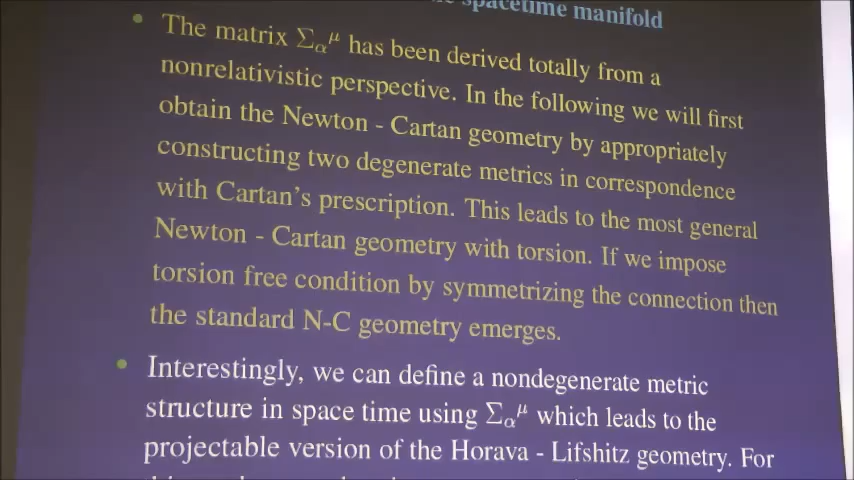 spacetime manifold
• The matrix Σ_α^μ has been derived totally from a
nonrelativistic perspective. In the following we will first
obtain the Newton - Cartan geometry by appropriately
constructing two degenerate metrics in correspondence
with Cartan's prescription. This leads to the most general
Newton - Cartan geometry with torsion. If we impose
torsion free condition by symmetrizing the connection then
the standard N-C geometry emerges.
• Interestingly, we can define a nondegenerate metric
structure in space time using Σ_α^μ which leads to the
projectable version of the Horava - Lifshitz geometry. For